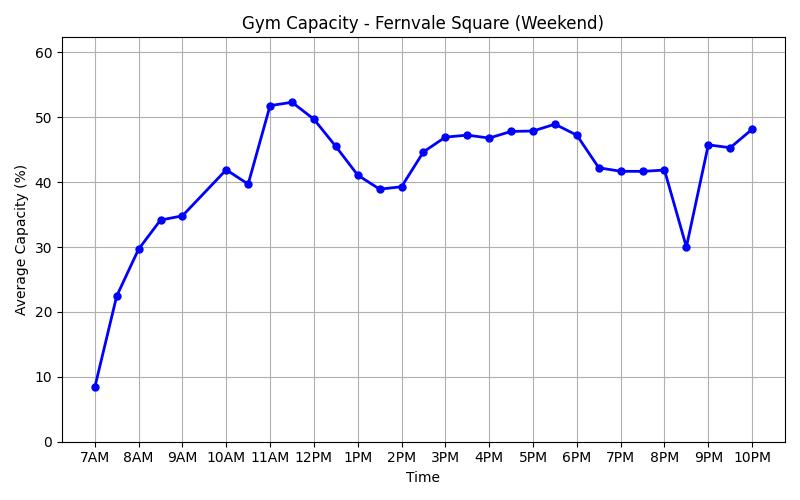 Gym Capacity - Fernvale Square (Weekend)
Average Capacity (%)
60
50
40
30
20
10
0
7AM 8AM 9AM 10AM 11AM 12PM 1PM 2PM 3PM 4PM 5PM 6PM 7PM 8PM 9PM 10PM
Time